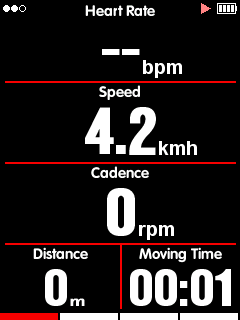 Heart Rate
-- bpm
Speed
4.2 kmh
Cadence
0 rpm
Distance Moving Time
0 m 00:01